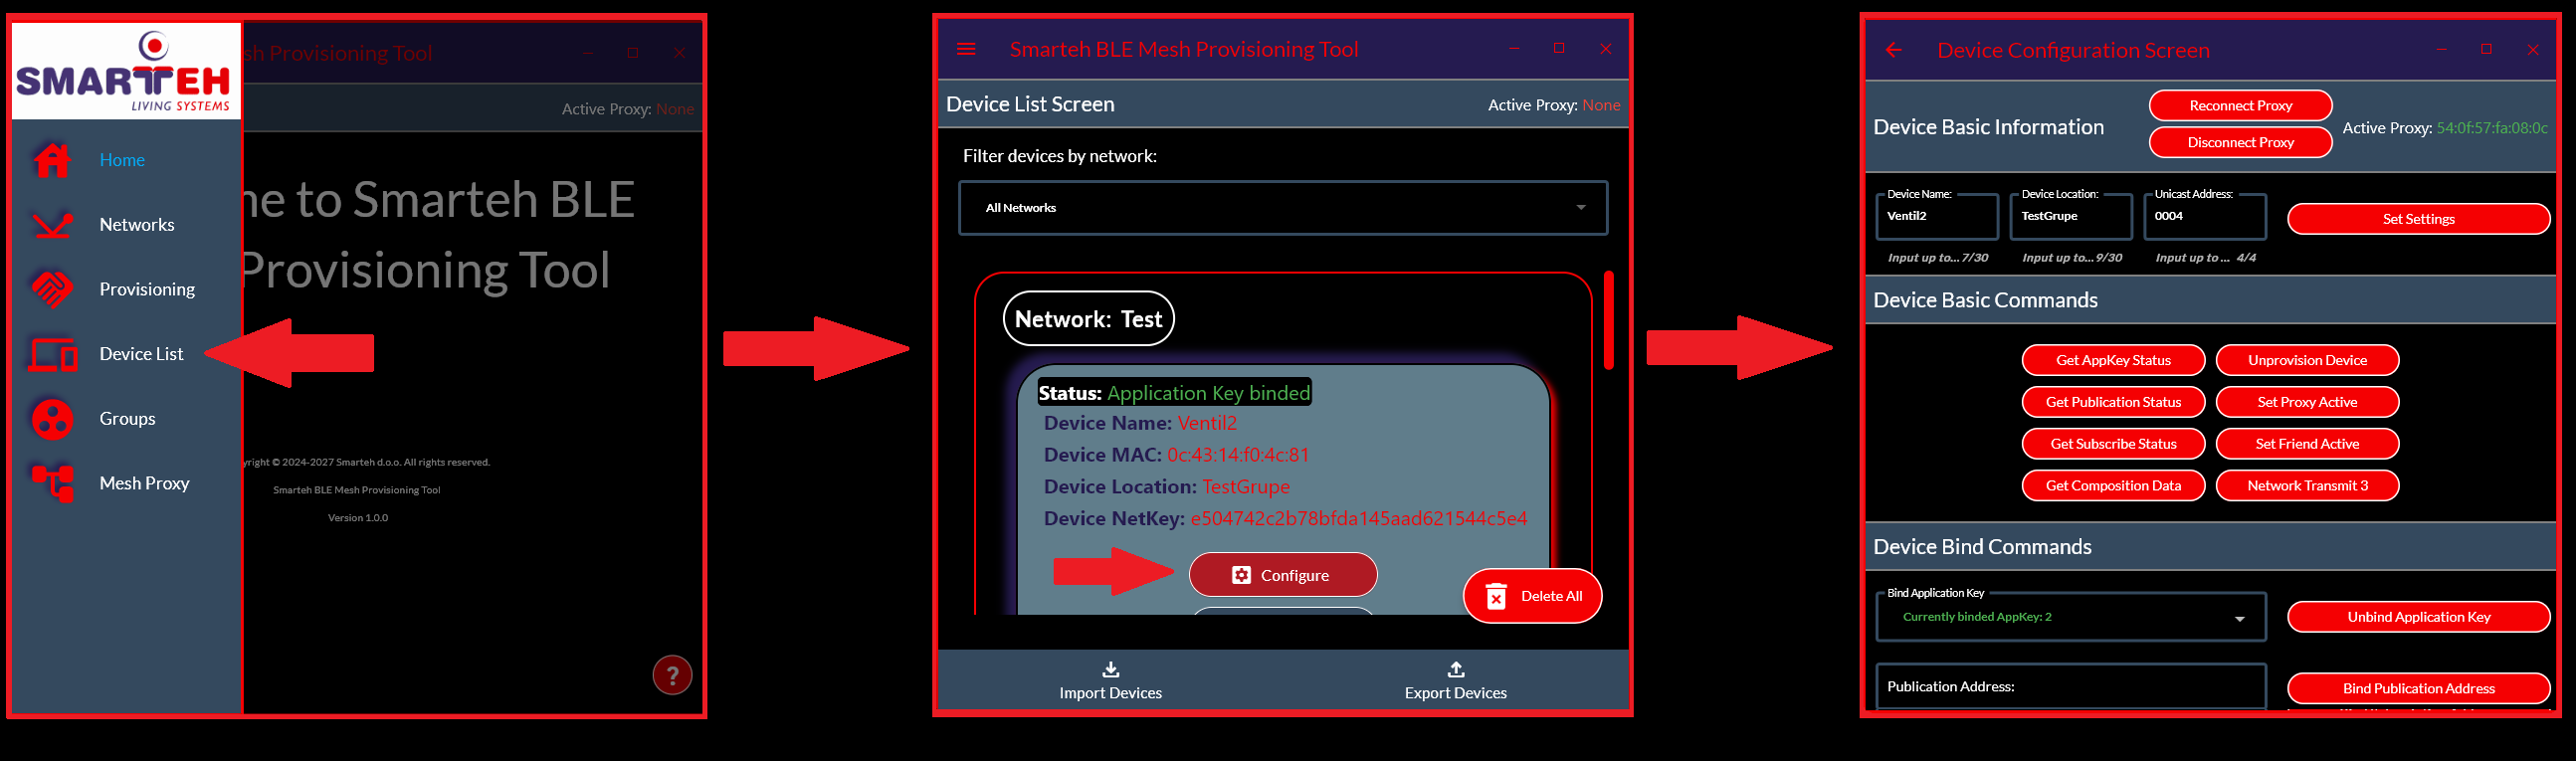 SMARTEH
LIVING SYSTEMS
sh Provisioning Tool
Active Proxy: None
Home
Networks
Provisioning
Device List
Groups
Mesh Proxy
ne to Smarteh BLE
Provisioning Tool
yright © 2024-2027 Smarteh d.o.o. All rights reserved.
Smarteh BLE Mesh Provisioning Tool
Version 1.0.0
?
Smarteh BLE Mesh Provisioning Tool
Device List Screen
Active Proxy: None
Filter devices by network:
All Networks
Network: Test
Status: Application Key binded
Device Name: Ventil2
Device MAC: 0c:43:14:f0:4c:81
Device Location: TestGrupe
Device NetKey: e504742c2b78bfda145aad621544c5e4
Configure
Delete All
Import Devices
Export Devices
Device Configuration Screen
Device Basic Information
Reconnect Proxy
Disconnect Proxy
Active Proxy: 54:0f:57:fa:08:0c
Device Name:
Ventil2
Input up to... 7/30
Device Location:
TestGrupe
Input up to... 9/30
Unicast Address:
0004
Input up to ... 4/4
Set Settings
Device Basic Commands
Get AppKey Status
Unprovision Device
Get Publication Status
Set Proxy Active
Get Subscribe Status
Set Friend Active
Get Composition Data
Network Transmit 3
Device Bind Commands
Bind Application Key
Currently binded AppKey: 2
Unbind Application Key
Publication Address:
Bind Publication Address